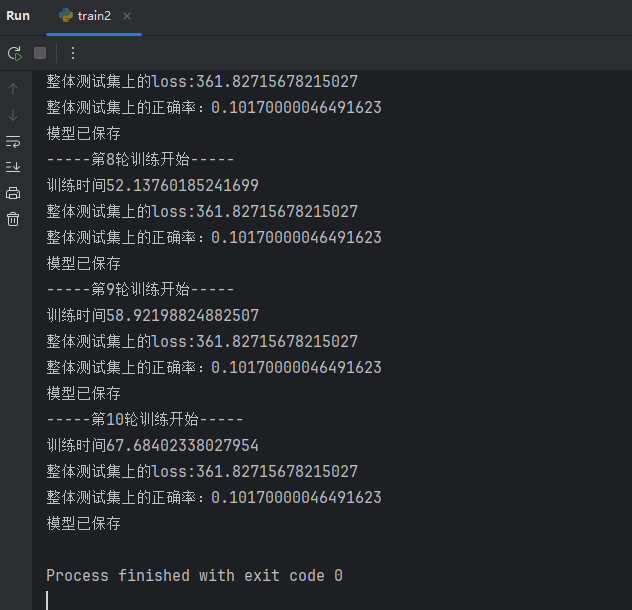 Run
train2
整体测试集上的loss:361.82715678215027
整体测试集上的正确率：0.10170000046491623
模型已保存
-----第8轮训练开始-----
训练时间52.13760185241699
整体测试集上的loss:361.82715678215027
整体测试集上的正确率：0.10170000046491623
模型已保存
-----第9轮训练开始-----
训练时间58.92198824882507
整体测试集上的loss:361.82715678215027
整体测试集上的正确率：0.10170000046491623
模型已保存
-----第10轮训练开始-----
训练时间67.68402338027954
整体测试集上的loss:361.82715678215027
整体测试集上的正确率：0.10170000046491623
模型已保存
Process finished with exit code 0